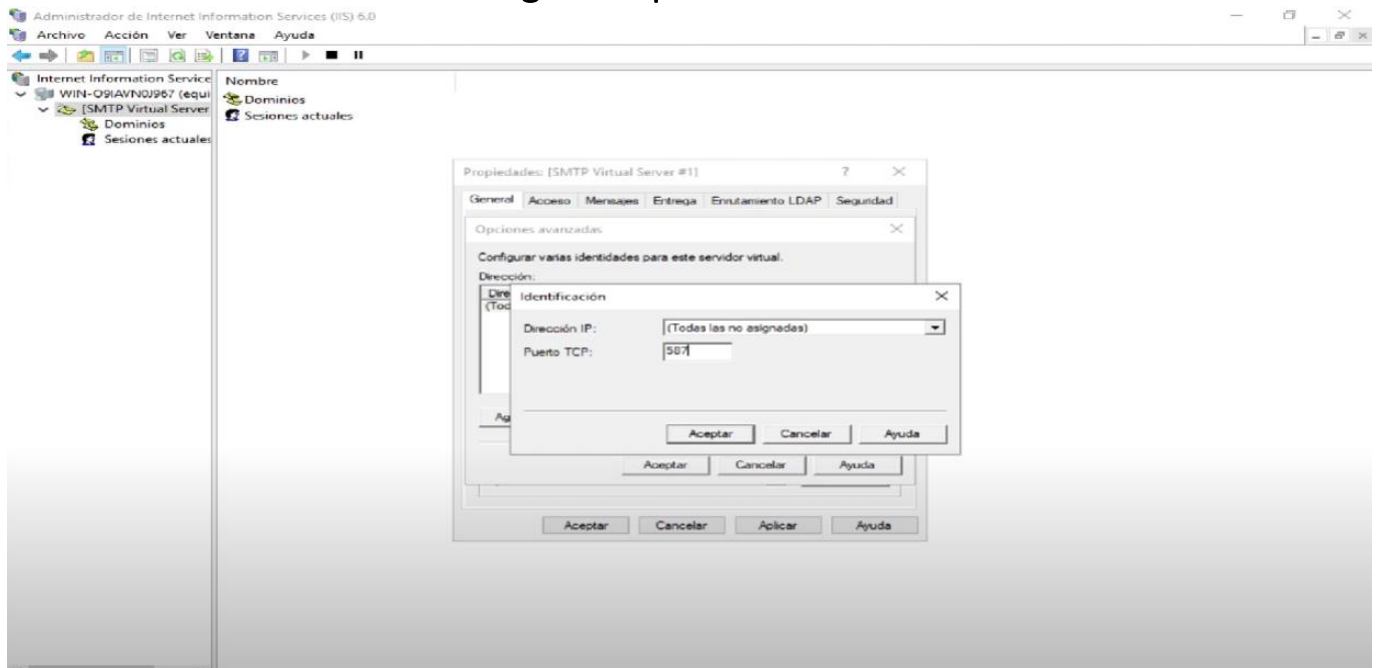 Administrador de Internet Information Services (IIS) 6.0
Archivo Acción Ver Ventana Ayuda
Internet Information Service
WIN-O9IAVN0J967 (equi
[SMTP Virtual Server
Dominios
Sesiones actuales
Nombre
Dominios
Sesiones actuales
Propiedades: [SMTP Virtual Server #1]
General Acceso Mensajes Entrega Enrutamiento LDAP Seguridad
Opciones avanzadas
Configurar varias identidades para este servidor virtual.
Dirección:
Dire
(Tod
Identificación
Dirección IP: (Todas las no asignadas)
Puerto TCP: 587
Ag
Aceptar Cancelar Ayuda
Aceptar Cancelar Ayuda
Aceptar Cancelar Aplicar Ayuda